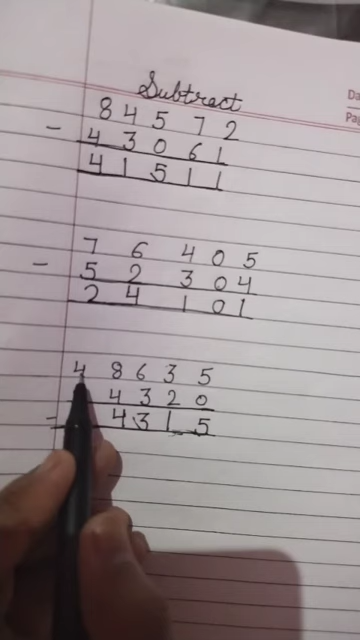 Subtract
Da
Pag
8 4 5 7 2
- 4 3 0 6 1
4 1 5 1 1
7 6 4 0 5
- 5 2 3 0 4
2 4 1 0 1
4 8 6 3 5
4 3 2 0
- 4 3 1 5